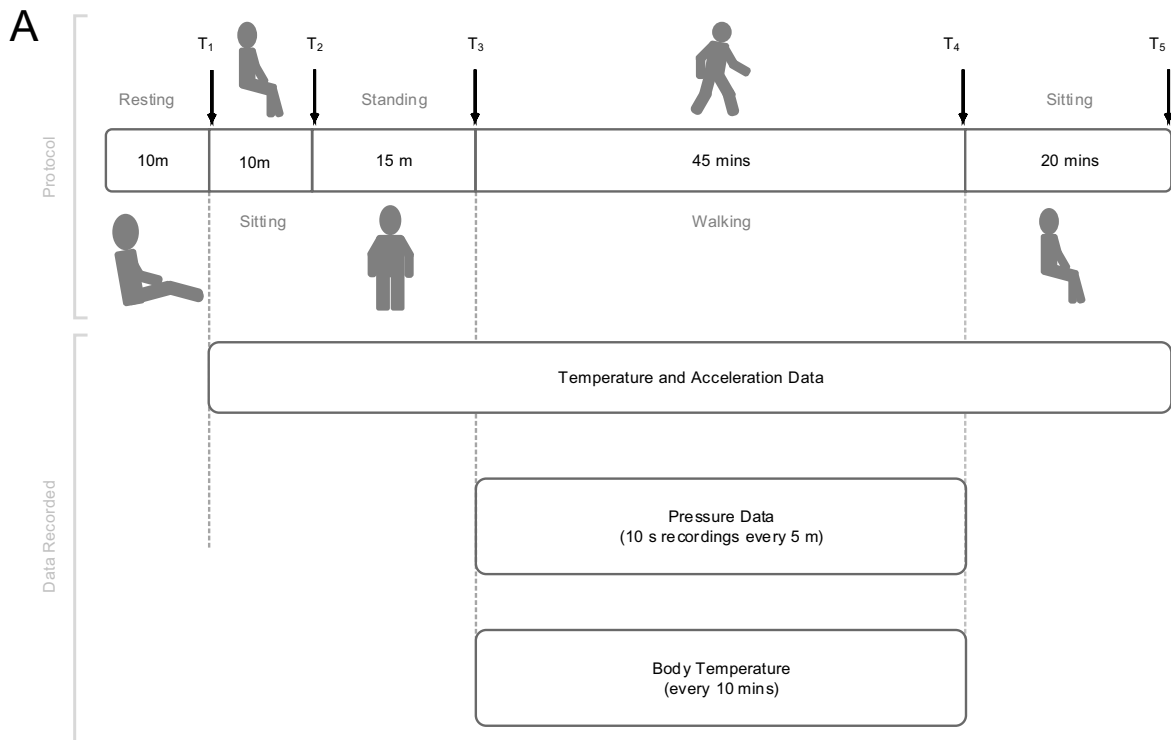 A
T1
T2
T3
T4
T5
Resting
Standing
Sitting
Protocol
10m
10m
15 m
45 mins
20 mins
Sitting
Walking
Data Recorded
Temperature and Acceleration Data
Pressure Data
(10 s recordings every 5 m)
Body Temperature
(every 10 mins)